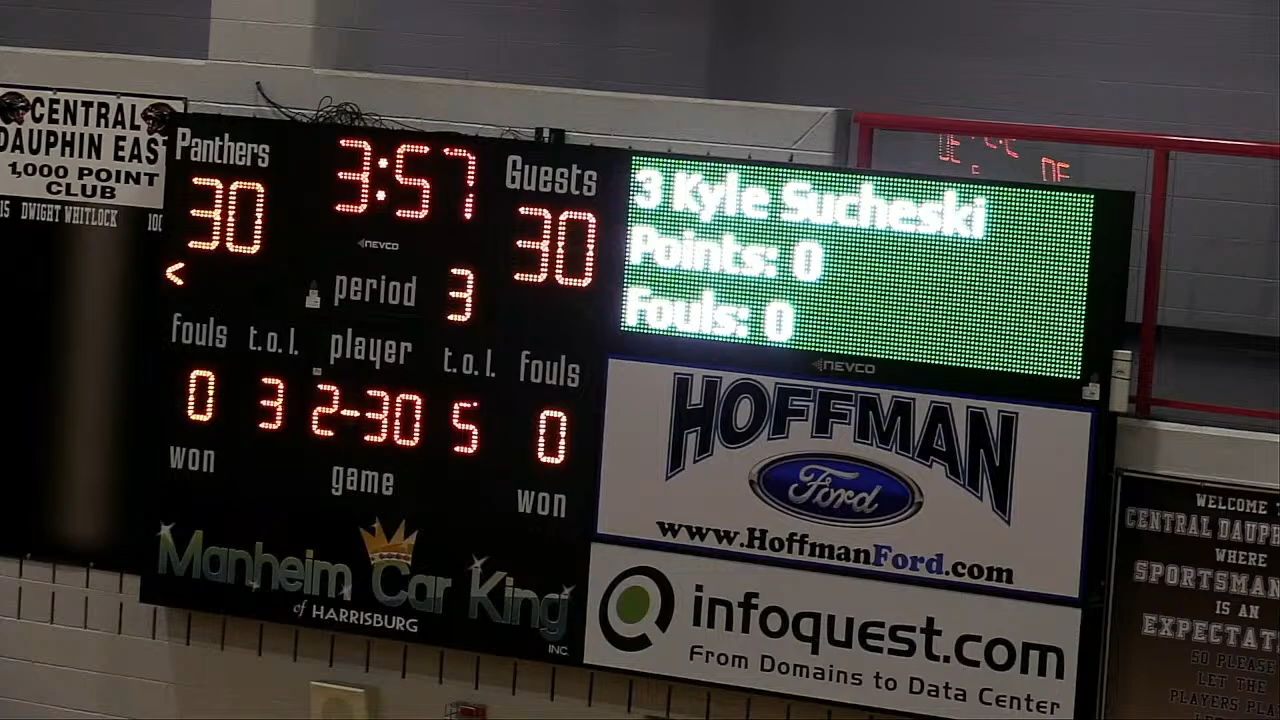 CENTRAL
DAUPHIN EAS
1,000 POINT
CLUB
15 DWIGHT WHITLOCK 100
Panthers 3:57 Guests
30 30
NEVCO
< period 3
fouls t.o.l. player t.o.l. fouls
0 3 2-30 5 0
won game won
Manheim Car King
of HARRISBURG INC.
3 Kyle Sucheski
Points: 0
Fouls: 0
NEVCO
HOFFMAN
Ford
www.HoffmanFord.com
infoquest.com
From Domains to Data Center
WELCOME
CENTRAL DAUPH
WHERE
SPORTSMAN
IS AN
EXPECTAT
SO PLEASE
LET THE
PLAYERS PLA